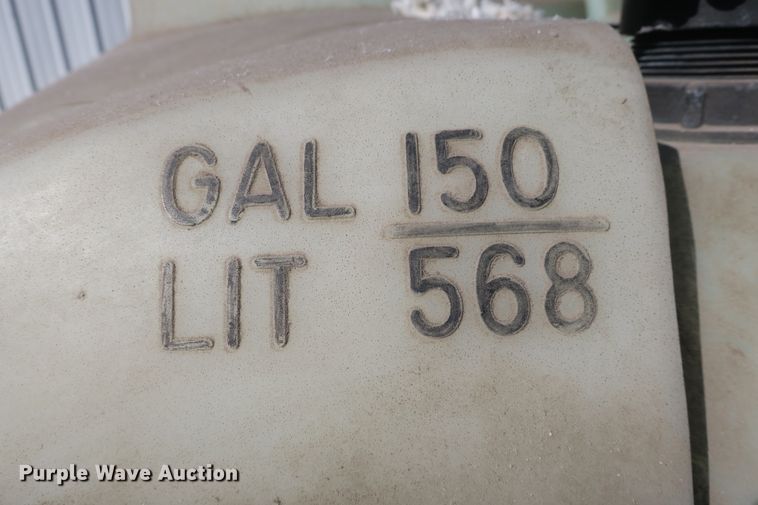 GAL 150
LIT 568
Purple Wave Auction